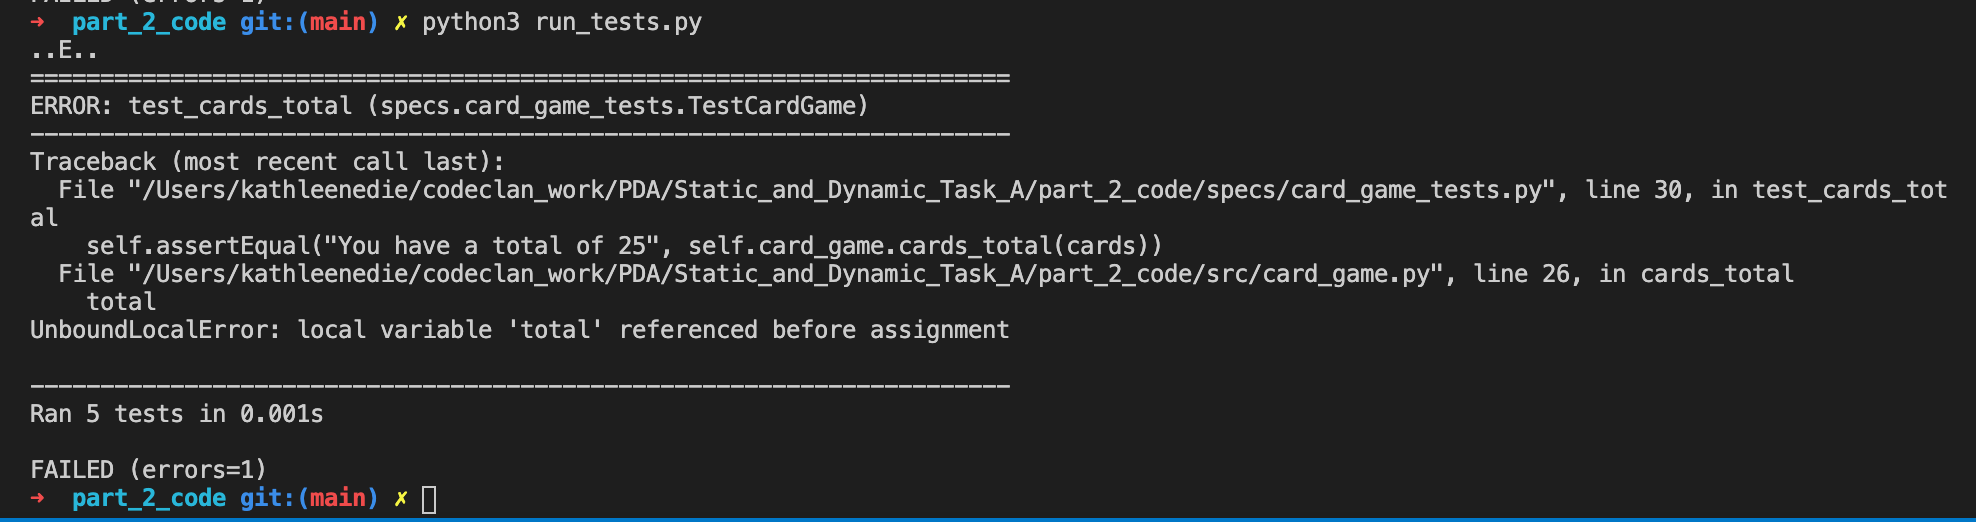 FAILED (errors=1)
→ part_2_code git:(main) ✗ python3 run_tests.py
..E..
======================================================================
ERROR: test_cards_total (specs.card_game_tests.TestCardGame)
----------------------------------------------------------------------
Traceback (most recent call last):
  File "/Users/kathleenedie/codeclan_work/PDA/Static_and_Dynamic_Task_A/part_2_code/specs/card_game_tests.py", line 30, in test_cards_tot
al
    self.assertEqual("You have a total of 25", self.card_game.cards_total(cards))
  File "/Users/kathleenedie/codeclan_work/PDA/Static_and_Dynamic_Task_A/part_2_code/src/card_game.py", line 26, in cards_total
    total
UnboundLocalError: local variable 'total' referenced before assignment

----------------------------------------------------------------------
Ran 5 tests in 0.001s

FAILED (errors=1)
→ part_2_code git:(main) ✗